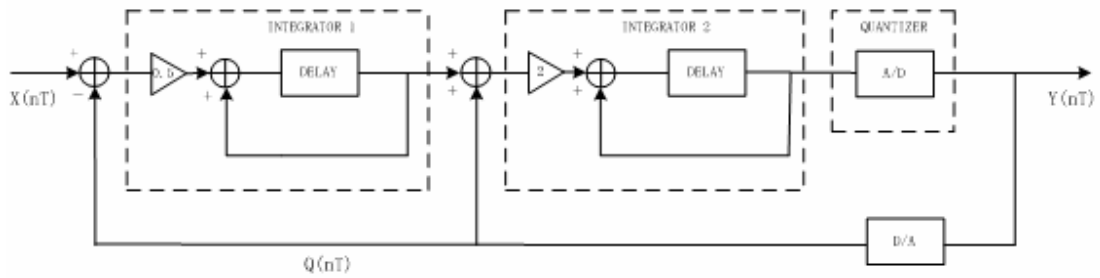 INTEGRATOR 1
INTEGRATOR 2
QUANTIZER
+
0.5
+
DELAY
+
2
+
DELAY
A/D
X(nT)
−
+
+
+
Y(nT)
D/A
Q(nT)